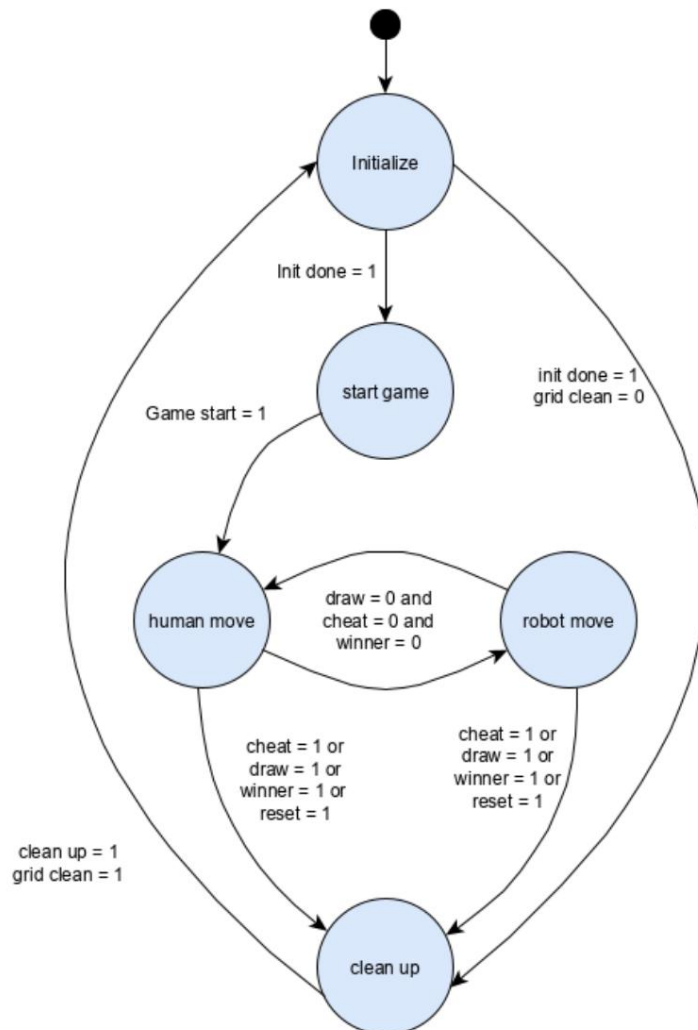 Initialize
Init done = 1
start game
init done = 1
grid clean = 0
Game start = 1
human move
draw = 0 and
cheat = 0 and
winner = 0
robot move
cheat = 1 or
draw = 1 or
winner = 1 or
reset = 1
cheat = 1 or
draw = 1 or
winner = 1 or
reset = 1
clean up = 1
grid clean = 1
clean up